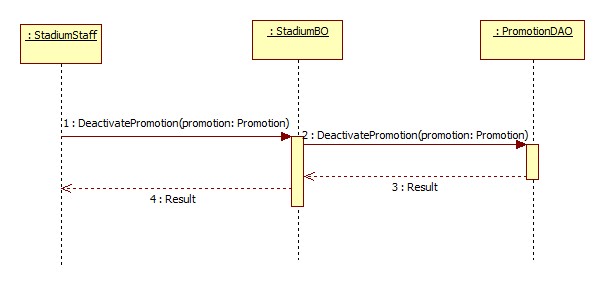 : StadiumStaff
: StadiumBO
: PromotionDAO
1 : DeactivatePromotion(promotion: Promotion)
2 : DeactivatePromotion(promotion: Promotion)
3 : Result
4 : Result